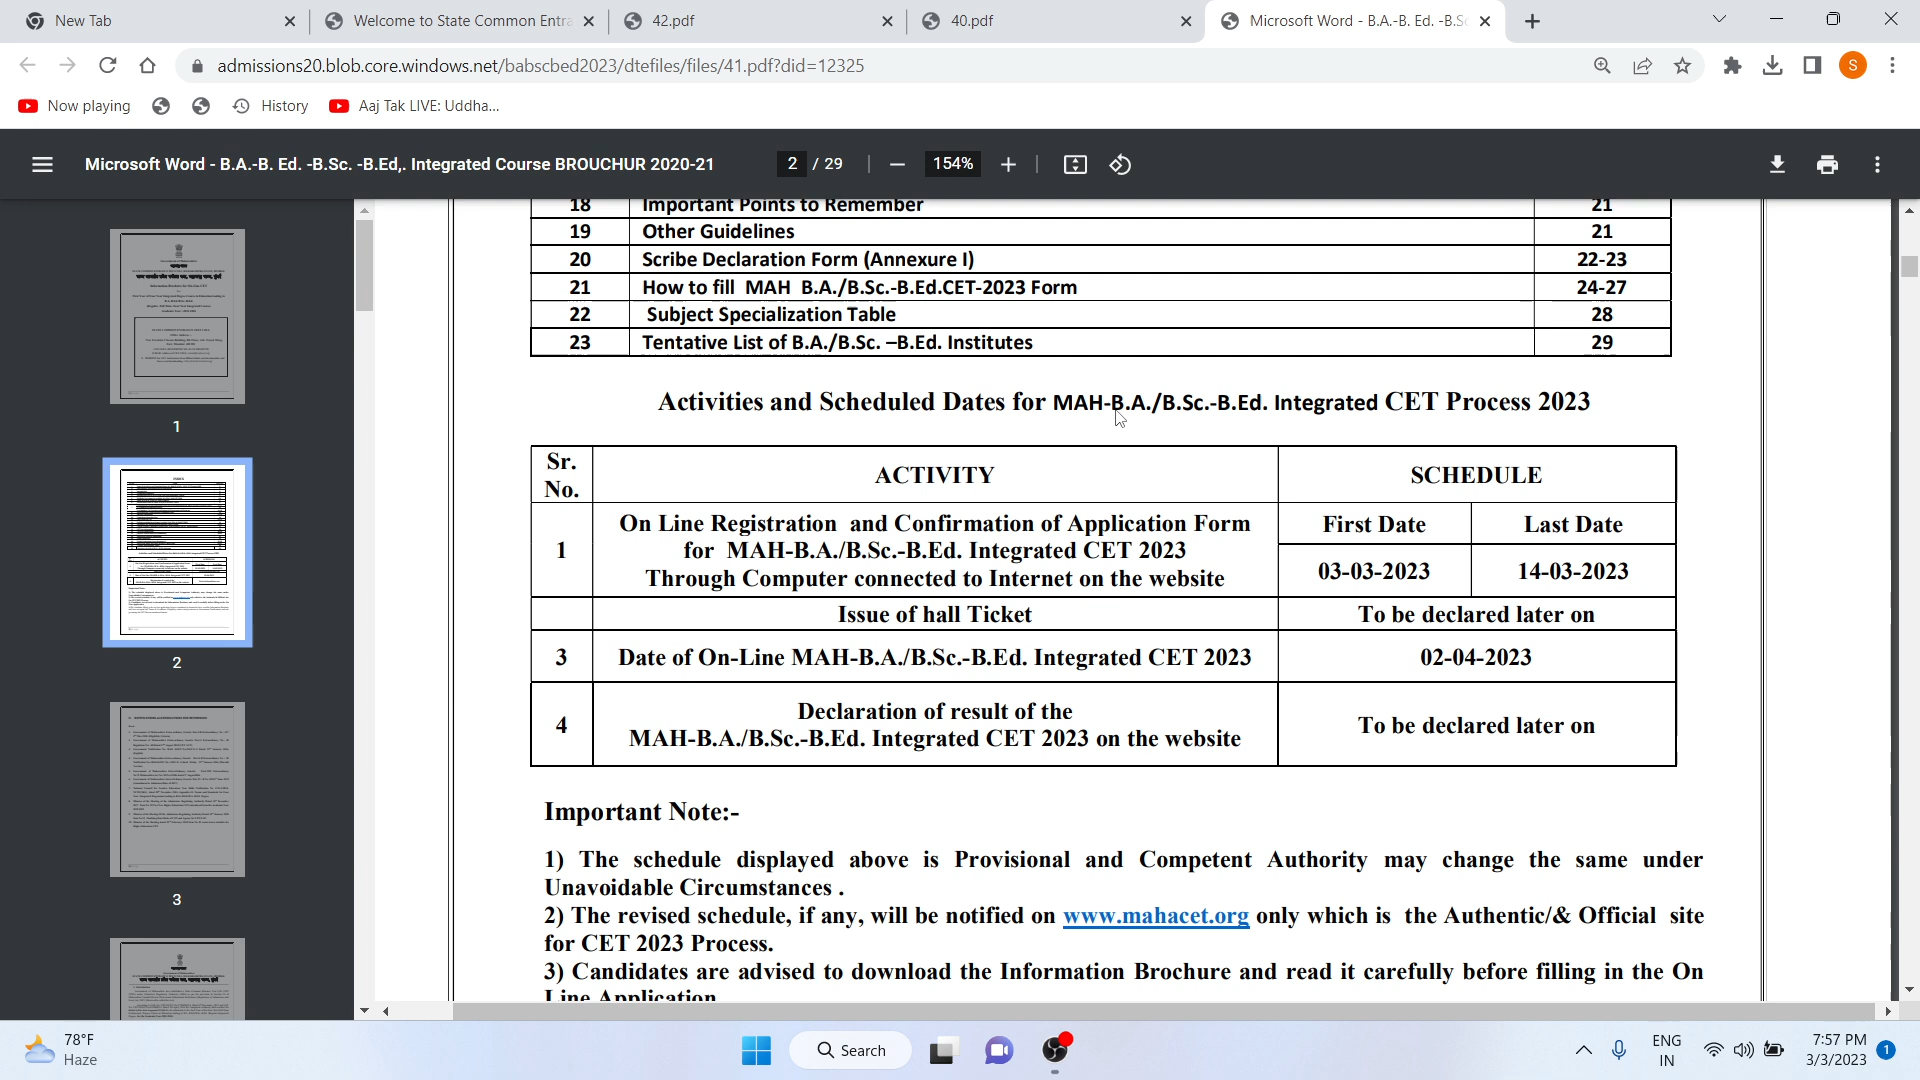 New Tab
Welcome to State Common Entra
42.pdf
40.pdf
Microsoft Word - B.A.-B. Ed. -B.Sc
admissions20.blob.core.windows.net/babscbed2023/dtefiles/files/41.pdf?did=12325
S
Now playing
History
Aaj Tak LIVE: Uddha...
Microsoft Word - B.A.-B. Ed. -B.Sc. -B.Ed,. Integrated Course BROUCHUR 2020-21
2 / 29
154%
18 Important Points to Remember 21
19 Other Guidelines 21
20 Scribe Declaration Form (Annexure I) 22-23
21 How to fill MAH B.A./B.Sc.-B.Ed.CET-2023 Form 24-27
22 Subject Specialization Table 28
23 Tentative List of B.A./B.Sc. –B.Ed. Institutes 29
Activities and Scheduled Dates for MAH-B.A./B.Sc.-B.Ed. Integrated CET Process 2023
Sr. No. ACTIVITY SCHEDULE
1 On Line Registration and Confirmation of Application Form First Date Last Date
for MAH-B.A./B.Sc.-B.Ed. Integrated CET 2023
Through Computer connected to Internet on the website 03-03-2023 14-03-2023
Issue of hall Ticket To be declared later on
3 Date of On-Line MAH-B.A./B.Sc.-B.Ed. Integrated CET 2023 02-04-2023
4 Declaration of result of the
MAH-B.A./B.Sc.-B.Ed. Integrated CET 2023 on the website To be declared later on
Important Note:-
1) The schedule displayed above is Provisional and Competent Authority may change the same under
Unavoidable Circumstances .
2) The revised schedule, if any, will be notified on www.mahacet.org only which is the Authentic/& Official site
for CET 2023 Process.
3) Candidates are advised to download the Information Brochure and read it carefully before filling in the On
Line Application
1
2
3
78°F
Haze
Search
ENG
IN
7:57 PM
3/3/2023
1